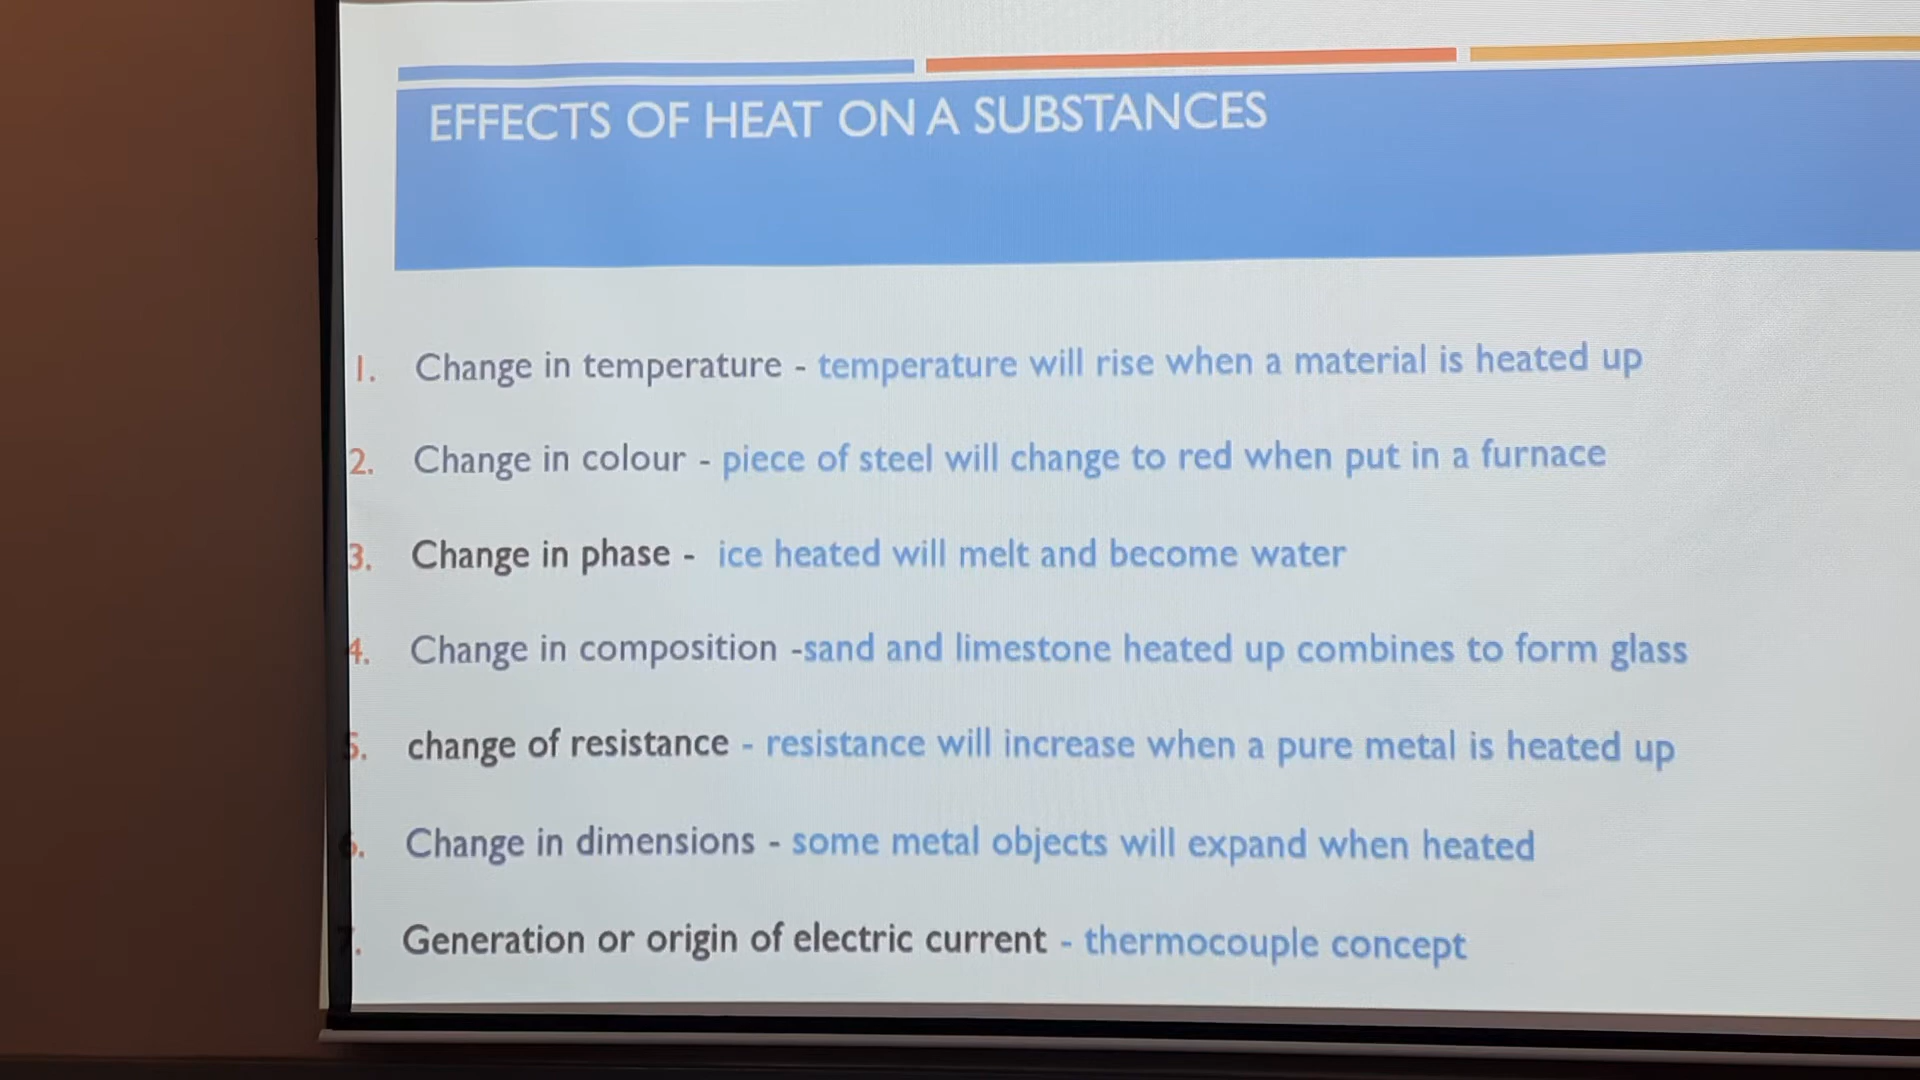 EFFECTS OF HEAT ON A SUBSTANCES
1. Change in temperature - temperature will rise when a material is heated up
2. Change in colour - piece of steel will change to red when put in a furnace
3. Change in phase - ice heated will melt and become water
4. Change in composition -sand and limestone heated up combines to form glass
5. change of resistance - resistance will increase when a pure metal is heated up
6. Change in dimensions - some metal objects will expand when heated
7. Generation or origin of electric current - thermocouple concept